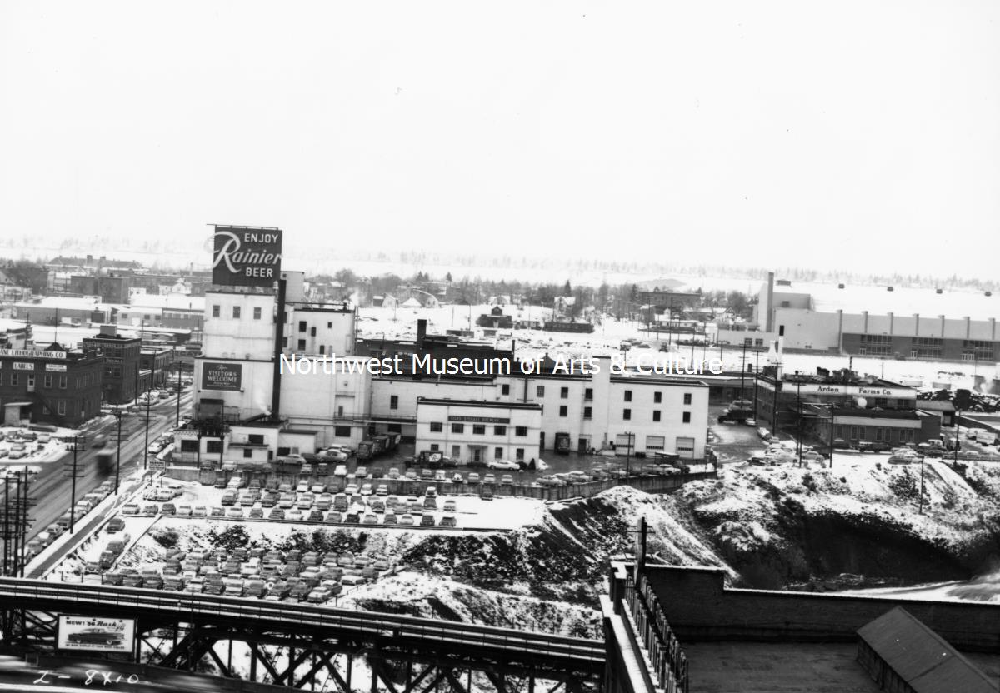 Northwest Museum of Arts & Culture
ENJOY
Rainier
BEER
VISITORS
WELCOME
LITHOGRAPHING CO.
LABELS
Arden Farms Co.
NEW! '56 Nash
2-8X10.